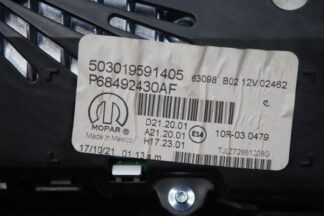 503019591405 63098 B02 12V 02462
P68492430AF
MOPAR
Made in Mexico
D21.20.01
A21.20.01
H17.23.01
E14
10R-03 0479
17/10/21 01:13
TJLZ72861208G